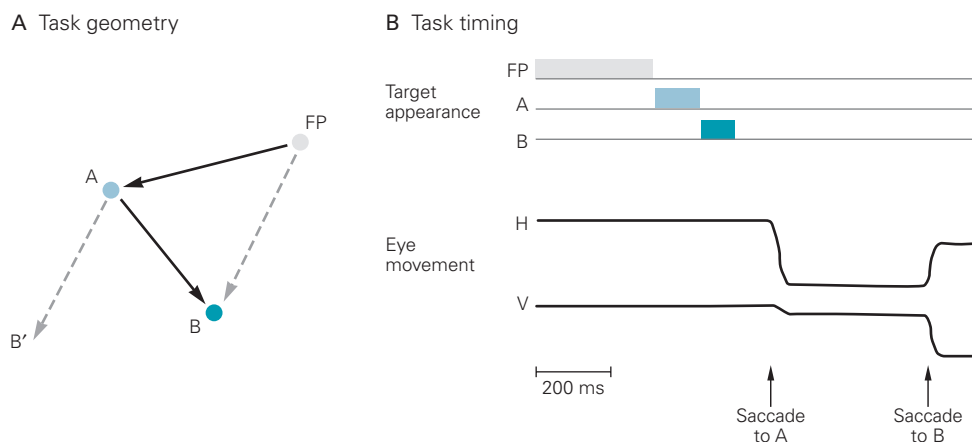 A Task geometry
FP
A
B
B′
B Task timing
Target
appearance
FP
A
B
Eye
movement
H
V
200 ms
Saccade
to A
Saccade
to B